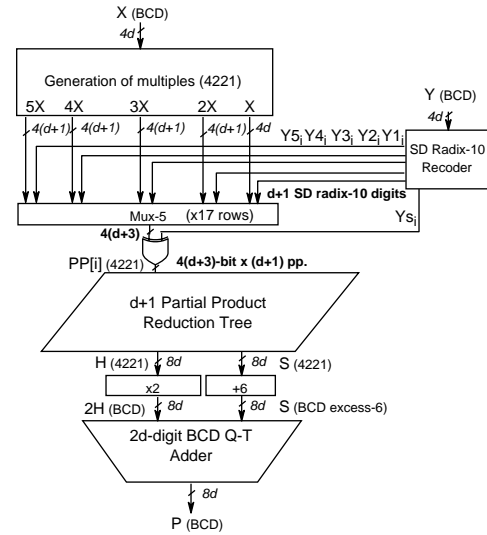 X (BCD)
4d
Generation of multiples (4221)
5X 4X 3X 2X X
4(d+1) 4(d+1) 4(d+1) 4(d+1) 4d
Y (BCD)
4d
SD Radix-10
Recoder
Y5i Y4i Y3i Y2i Y1i
d+1 SD radix-10 digits
Mux-5 (x17 rows)
Ysi
4(d+3)
PP[i] (4221)
4(d+3)-bit x (d+1) pp.
d+1 Partial Product
Reduction Tree
H (4221) 8d 8d S (4221)
x2 +6
2H (BCD) 8d 8d S (BCD excess-6)
2d-digit BCD Q-T
Adder
8d
P (BCD)